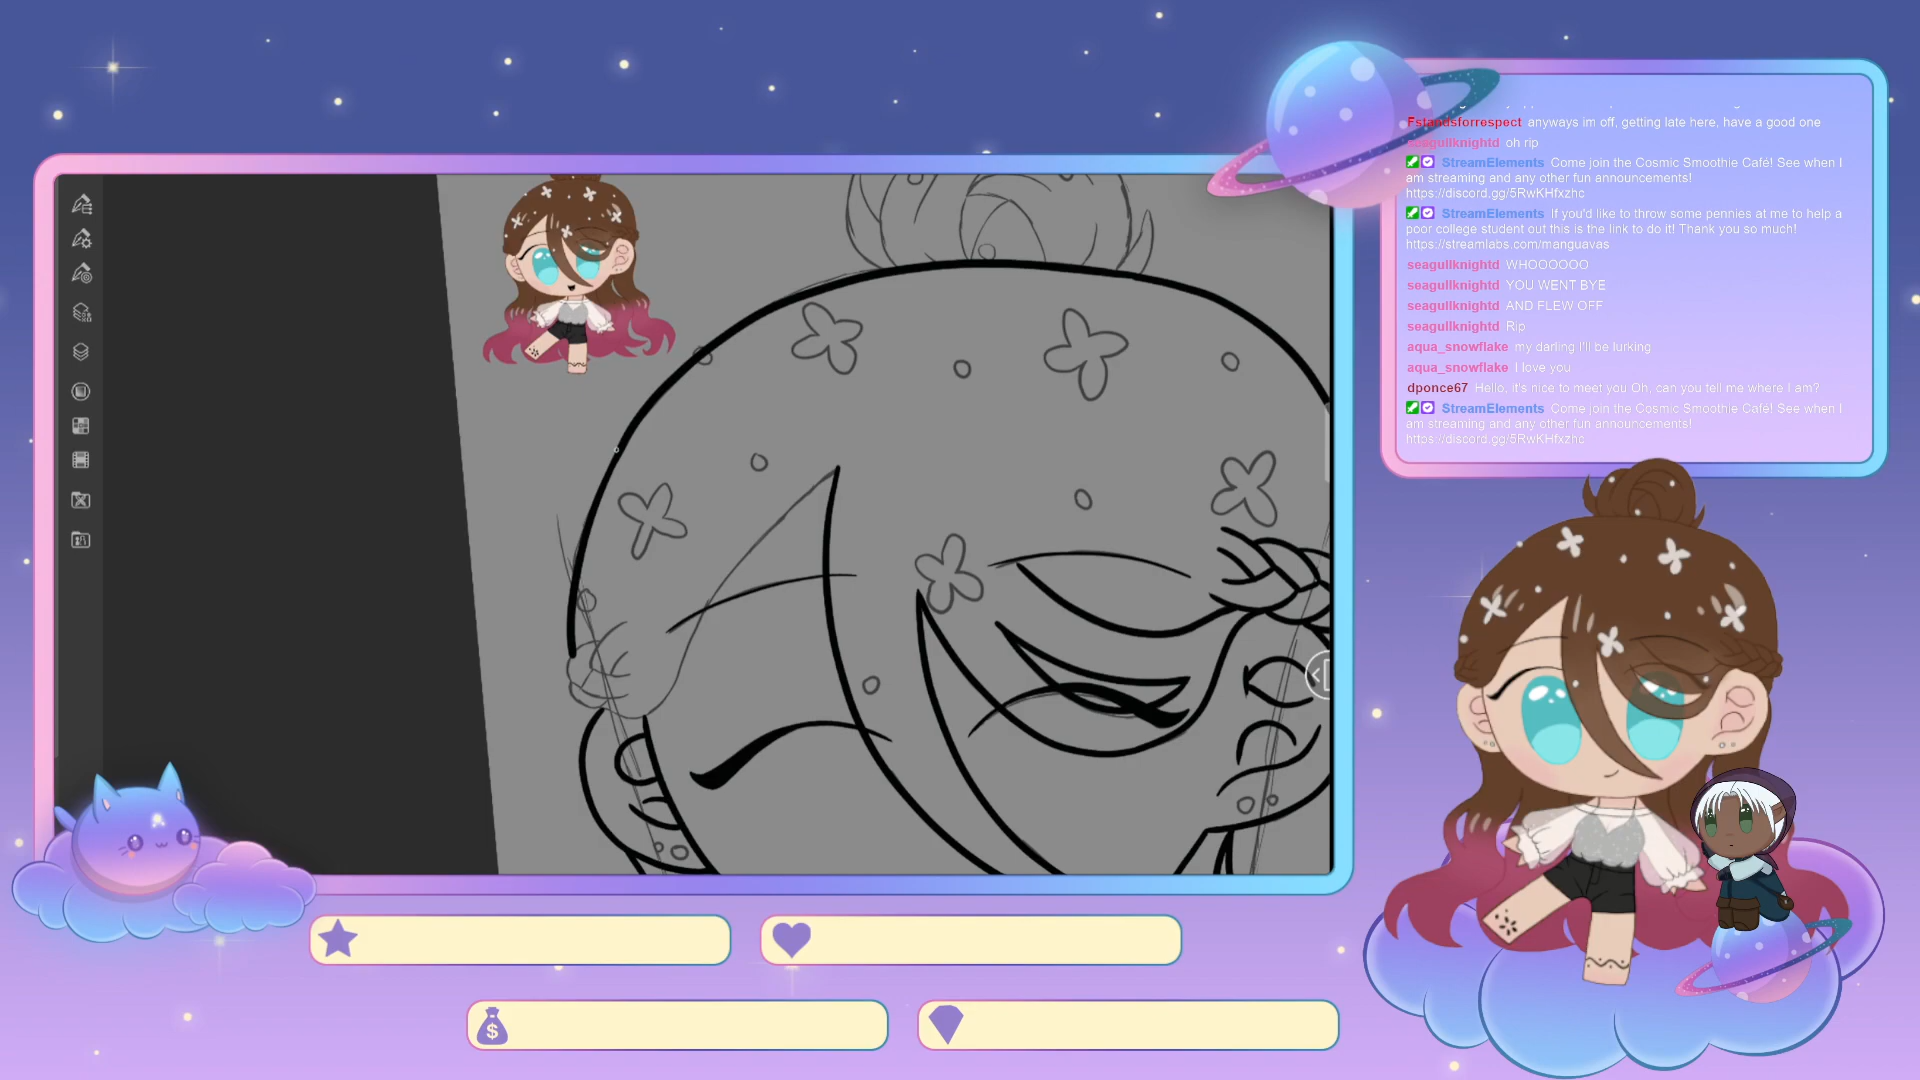 Fstandsforrespect anyways im off, getting late here, have a good one
seagullknightd oh rip
StreamElements Come join the Cosmic Smoothie Café! See when I
am streaming and any other fun announcements!
https://discord.gg/5RwKHfxzhc
StreamElements If you'd like to throw some pennies at me to help a
poor college student out this is the link to do it! Thank you so much!
https://streamlabs.com/manguavas
seagullknightd WHOOOOOO
seagullknightd YOU WENT BYE
seagullknightd AND FLEW OFF
seagullknightd Rip
aqua_snowflake my darling I'll be lurking
aqua_snowflake I love you
dponce67 Hello, it's nice to meet you Oh, can you tell me where I am?
StreamElements Come join the Cosmic Smoothie Café! See when I
am streaming and any other fun announcements!
https://discord.gg/5RwKHfxzhc
$